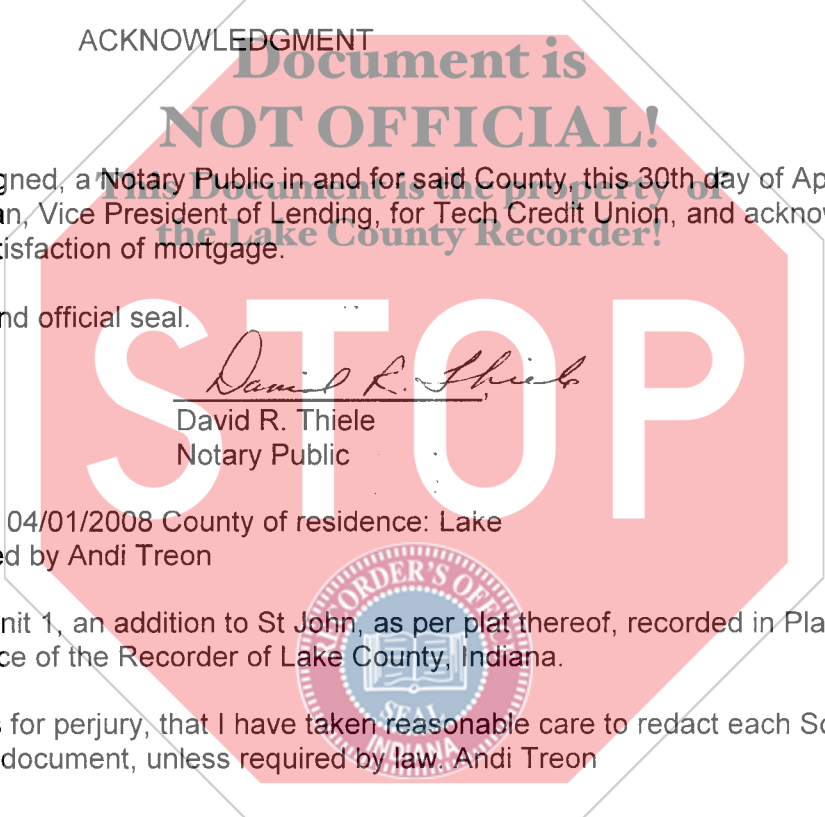 ACKNOWLEDGMENT
Document is
NOT OFFICIAL!
This Document is the property of
the Lake County Recorder!
gned, a Notary Public in and for said County, this 30th day of Ap
an, Vice President of Lending, for Tech Credit Union, and acknow
tisfaction of mortgage.
nd official seal.
STOP
David R. Thiele,
David R. Thiele
Notary Public
04/01/2008 County of residence: Lake
ed by Andi Treon
RECORDER'S OFFICE
SEAL
INDIANA
nit 1, an addition to St John, as per plat thereof, recorded in Pla
ce of the Recorder of Lake County, Indiana.
s for perjury, that I have taken reasonable care to redact each So
document, unless required by law. Andi Treon